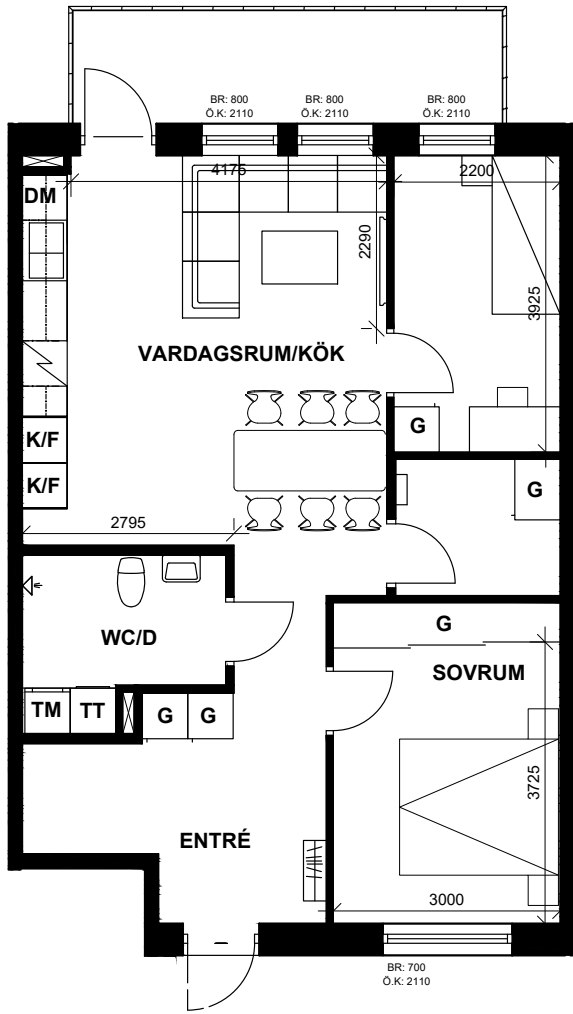 BR: 800
Ö.K: 2110
BR: 800
Ö.K: 2110
BR: 800
Ö.K: 2110
4175
2200
DM
2290
3925
VARDAGSRUM/KÖK
G
K/F
K/F
G
2795
WC/D
G
SOVRUM
TM
TT
G
G
3725
ENTRÉ
3000
BR: 700
Ö.K: 2110